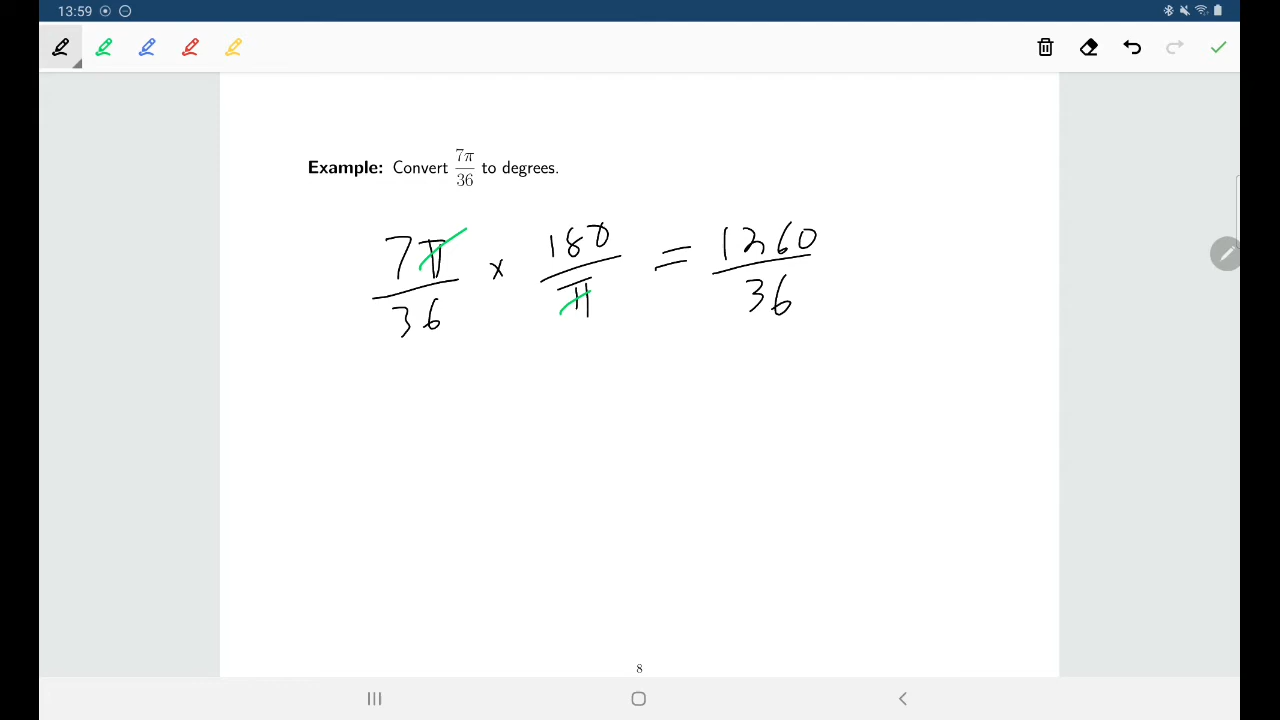 13:59
Example: Convert 7π/36 to degrees.
7π/36 × 180/π = 1260/36
8